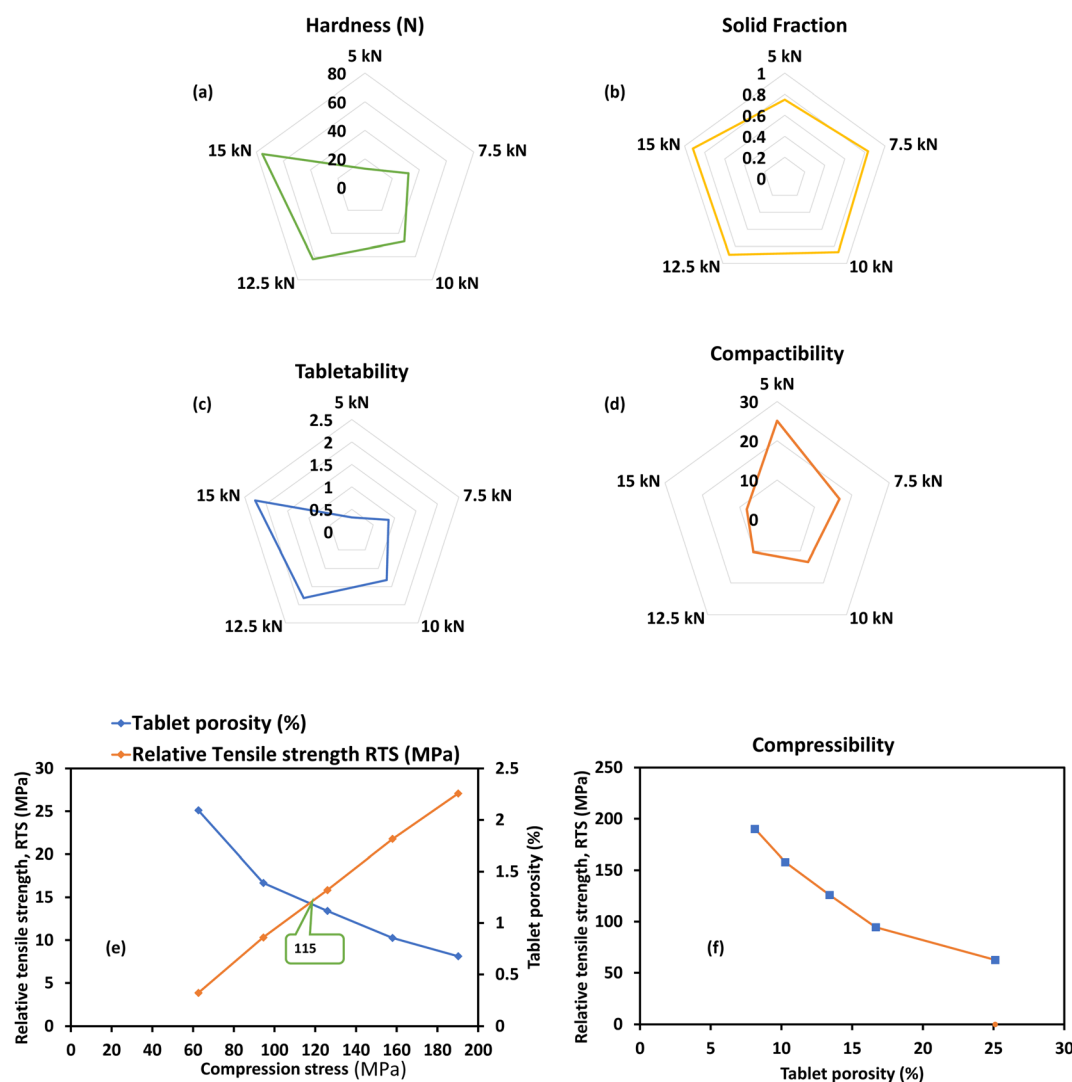 Hardness (N)
(a)
5 kN
7.5 kN
10 kN
12.5 kN
15 kN
80
60
40
20
0
Solid Fraction
(b)
5 kN
7.5 kN
10 kN
12.5 kN
15 kN
1
0.8
0.6
0.4
0.2
0
Tabletability
(c)
5 kN
7.5 kN
10 kN
12.5 kN
15 kN
2.5
2
1.5
1
0.5
0
Compactibility
(d)
5 kN
7.5 kN
10 kN
12.5 kN
15 kN
30
20
10
0
Tablet porosity (%)
Relative Tensile strength RTS (MPa)
Relative tensile strength, RTS (MPa)
30
25
20
15
10
5
0
2.5
2
1.5
1
0.5
0
Tablet porosity (%)
(e)
115
0 20 40 60 80 100 120 140 160 180 200
Compression stress (MPa)
Compressibility
Relative tensile strength, RTS (MPa)
250
200
150
100
50
0
(f)
0 5 10 15 20 25 30
Tablet porosity (%)